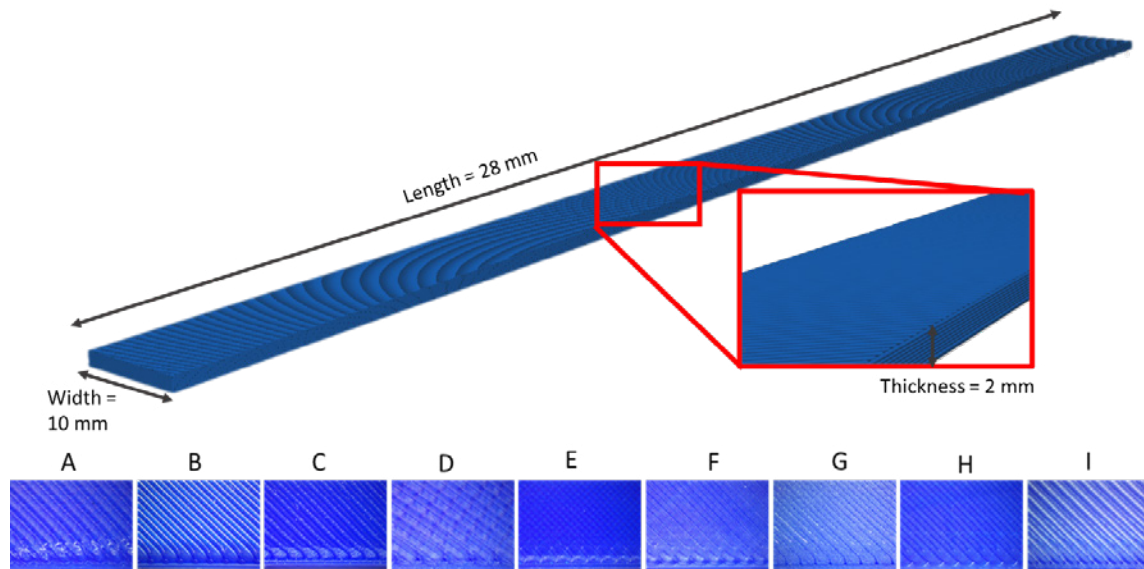 Length = 28 mm
Width =
10 mm
Thickness = 2 mm
A B C D E F G H I